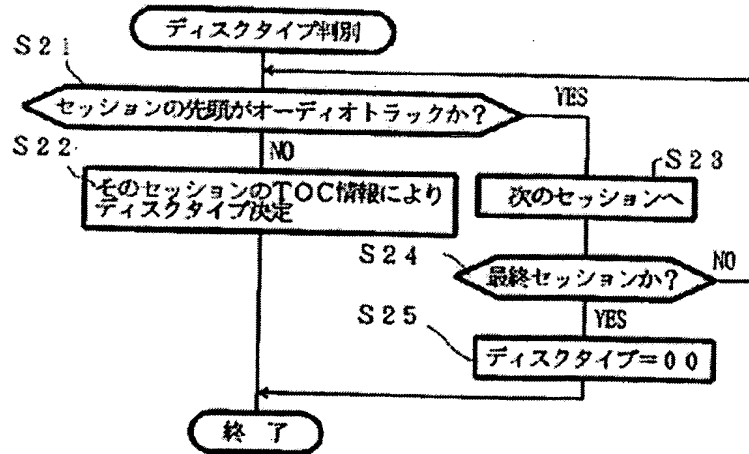 ディスクタイプ判別
S21
セッションの先頭がオーディオトラックか?
YES
NO
S22
そのセッションのTOC情報により
ディスクタイプ決定
S23
次のセッションへ
S24
最終セッションか?
NO
YES
S25
ディスクタイプ=00
終了